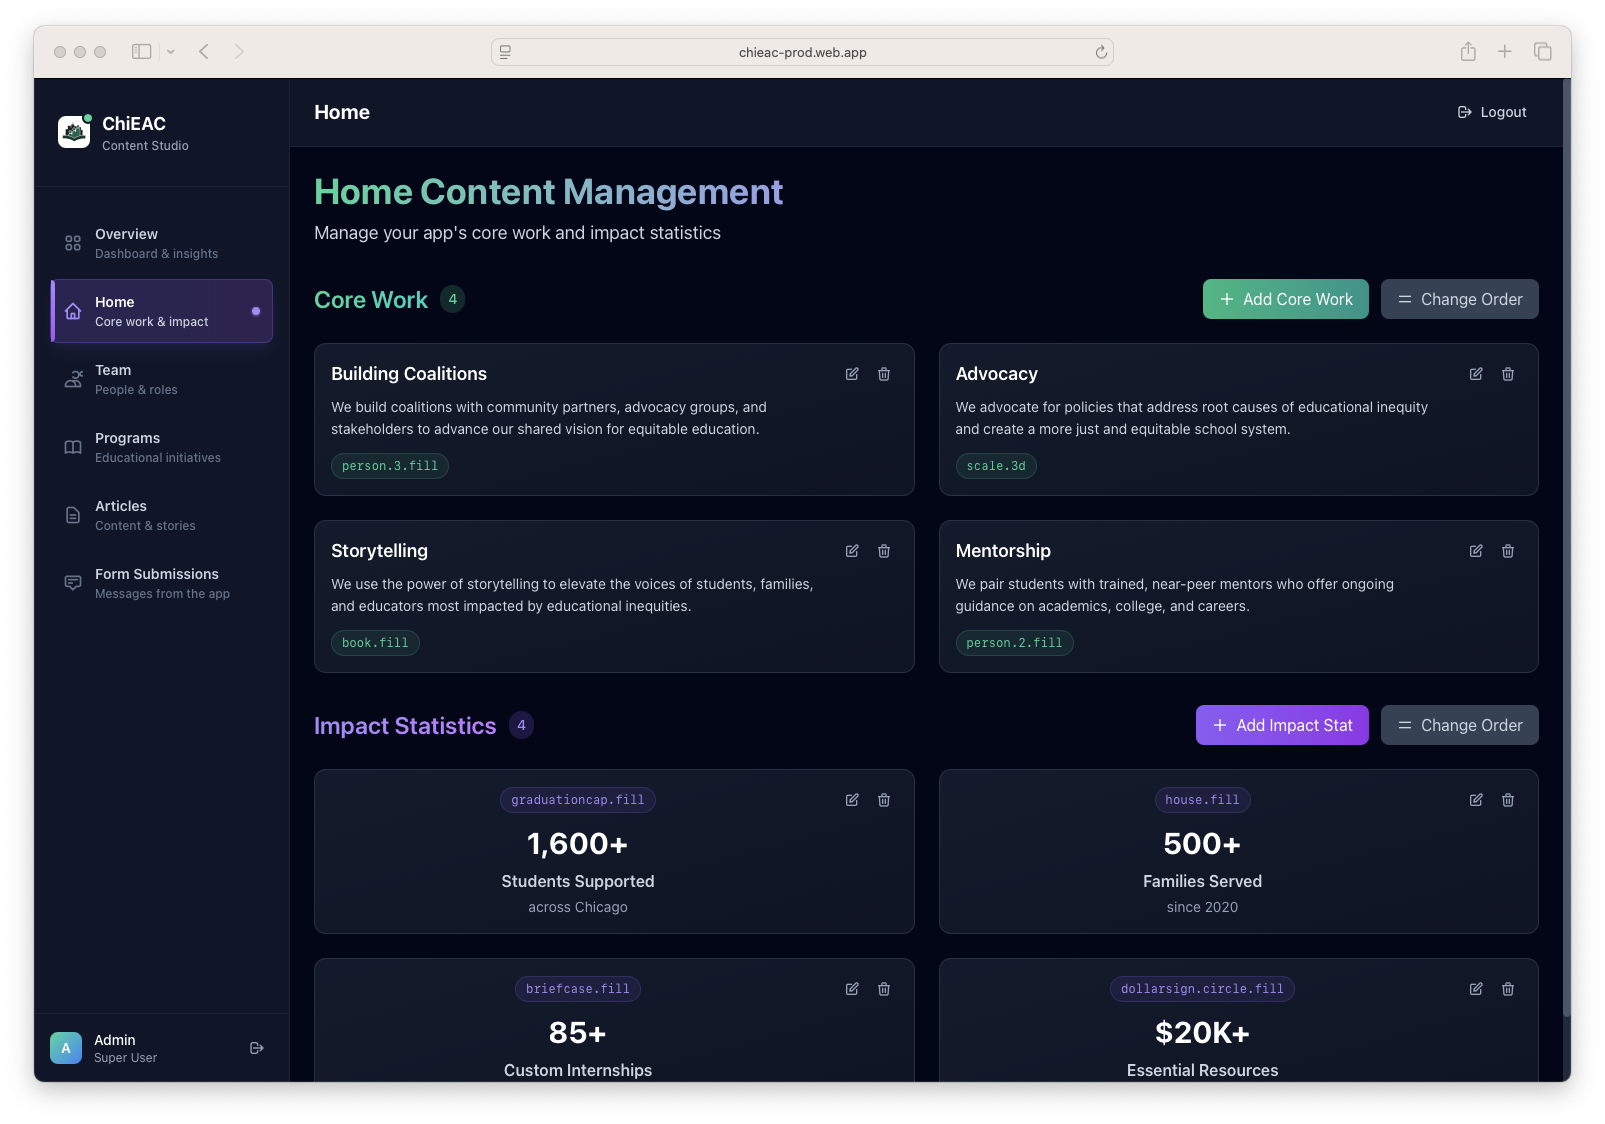 chieac-prod.web.app
ChiEAC
Content Studio
Overview
Dashboard & insights
Home
Core work & impact
Team
People & roles
Programs
Educational initiatives
Articles
Content & stories
Form Submissions
Messages from the app
A
Admin
Super User
Home
Logout
Home Content Management
Manage your app's core work and impact statistics
Core Work 4
Add Core Work
Change Order
Building Coalitions
We build coalitions with community partners, advocacy groups, and
stakeholders to advance our shared vision for equitable education.
person.3.fill
Advocacy
We advocate for policies that address root causes of educational inequity
and create a more just and equitable school system.
scale.3d
Storytelling
We use the power of storytelling to elevate the voices of students, families,
and educators most impacted by educational inequities.
book.fill
Mentorship
We pair students with trained, near-peer mentors who offer ongoing
guidance on academics, college, and careers.
person.2.fill
Impact Statistics 4
Add Impact Stat
Change Order
graduationcap.fill
1,600+
Students Supported
across Chicago
house.fill
500+
Families Served
since 2020
briefcase.fill
85+
Custom Internships
dollarsign.circle.fill
$20K+
Essential Resources